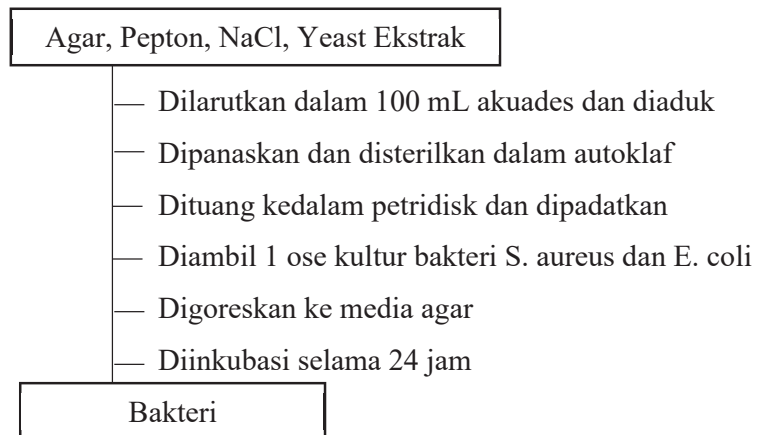 Agar, Pepton, NaCl, Yeast Ekstrak
Dilarutkan dalam 100 mL akuades dan diaduk
Dipanaskan dan disterilkan dalam autoklaf
Dituang kedalam petridisk dan dipadatkan
Diambil 1 ose kultur bakteri S. aureus dan E. coli
Digoreskan ke media agar
Diinkubasi selama 24 jam
Bakteri